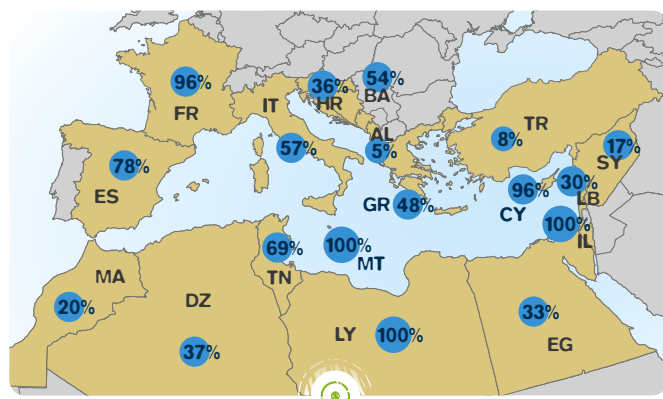 96%
FR
36%
HR
54%
BA
IT
AL
5%
57%
8%
TR
17%
SY
78%
ES
GR 48%
96%
CY
30%
LB
100%
IL
69%
TN
100%
MT
MA
20%
DZ
37%
LY 100%
33%
EG